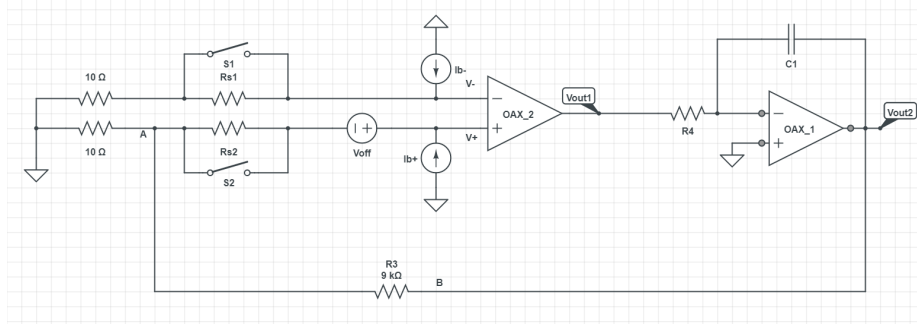 S1
10 Ω
Rs1
Ib-
V-
Vout1
C1
OAX_2
OAX_1
Vout2
R4
A
V+
10 Ω
Rs2
Voff
Ib+
S2
R3
9 kΩ
B